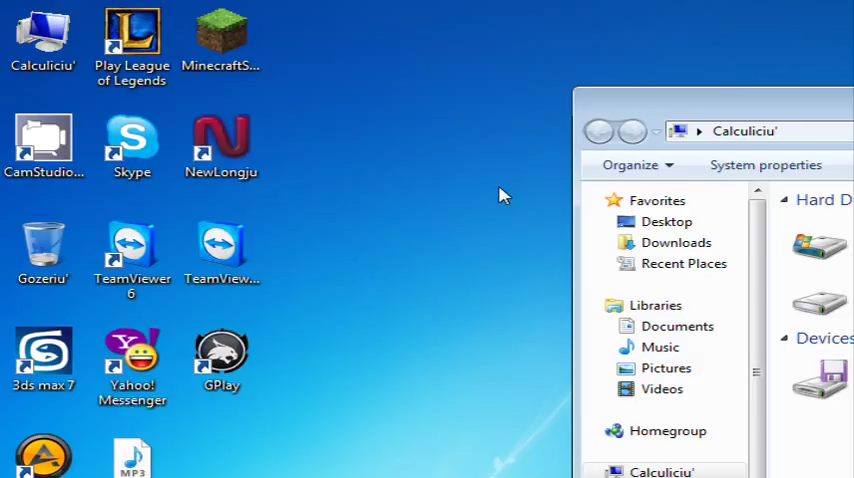 Calculiciu'
Play League
of Legends
MinecraftS...
CamStudio...
Skype
NewLongju
Gozeriu'
TeamViewer
6
TeamView...
3ds max 7
Yahoo!
Messenger
GPlay
MP3
Calculiciu'
Organize
System properties
Favorites
Desktop
Downloads
Recent Places
Libraries
Documents
Music
Pictures
Videos
Homegroup
Calculiciu'
Hard D
Devices